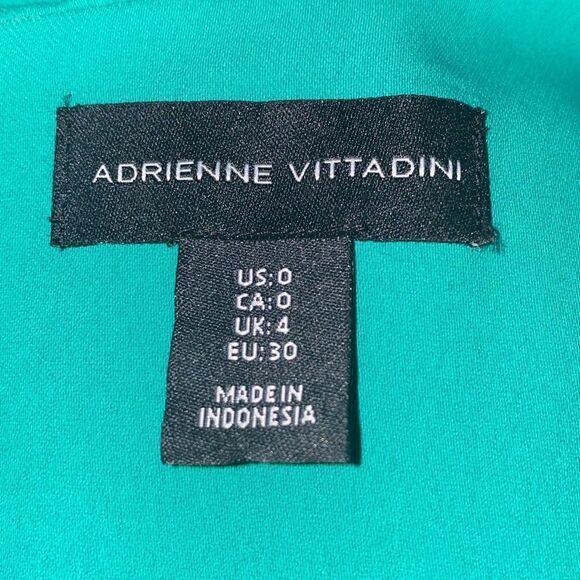 ADRIENNE VITTADINI
US: 0
CA: 0
UK: 4
EU: 30
MADE IN
INDONESIA